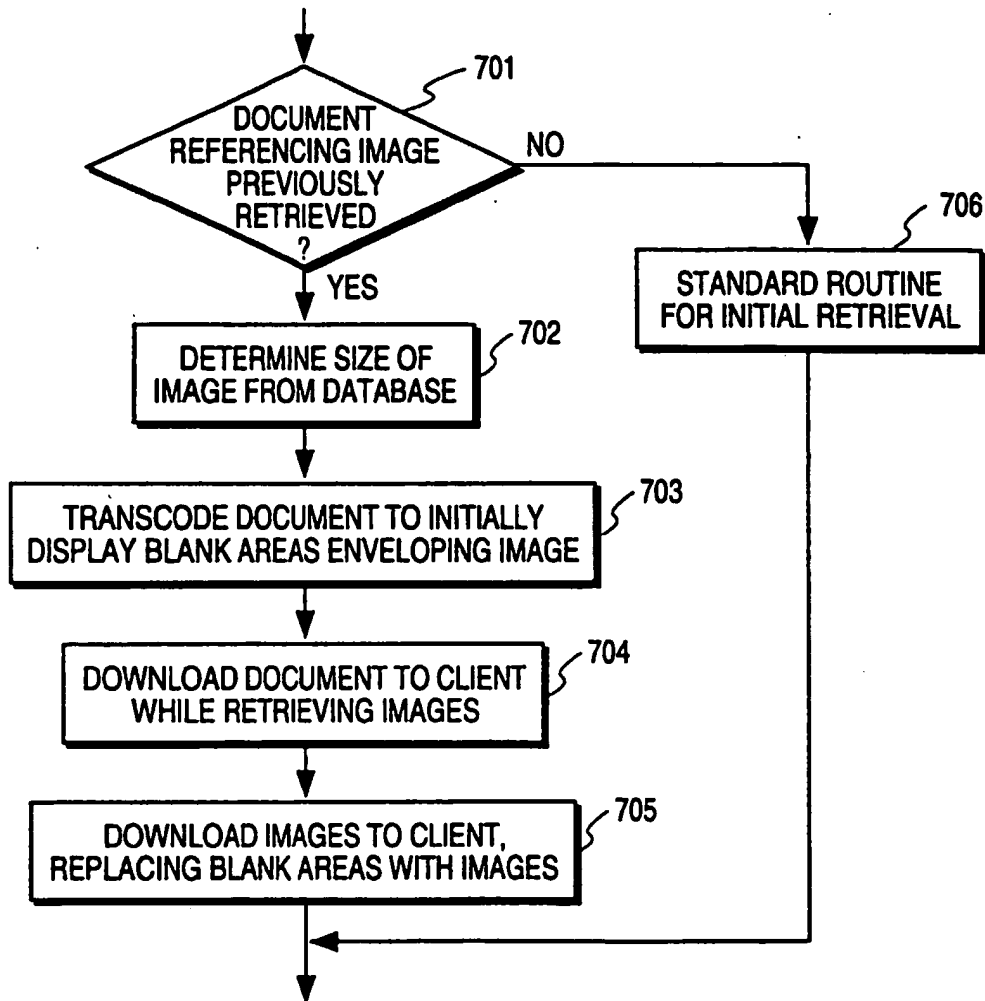 701
DOCUMENT
REFERENCING IMAGE
PREVIOUSLY
RETRIEVED
?
NO
YES
706
STANDARD ROUTINE
FOR INITIAL RETRIEVAL
702
DETERMINE SIZE OF
IMAGE FROM DATABASE
703
TRANSCODE DOCUMENT TO INITIALLY
DISPLAY BLANK AREAS ENVELOPING IMAGE
704
DOWNLOAD DOCUMENT TO CLIENT
WHILE RETRIEVING IMAGES
705
DOWNLOAD IMAGES TO CLIENT,
REPLACING BLANK AREAS WITH IMAGES